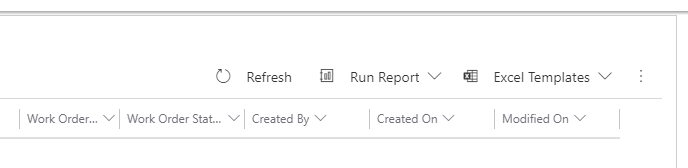 Refresh Run Report Excel Templates
Work Order... Work Order Stat... Created By Created On Modified On